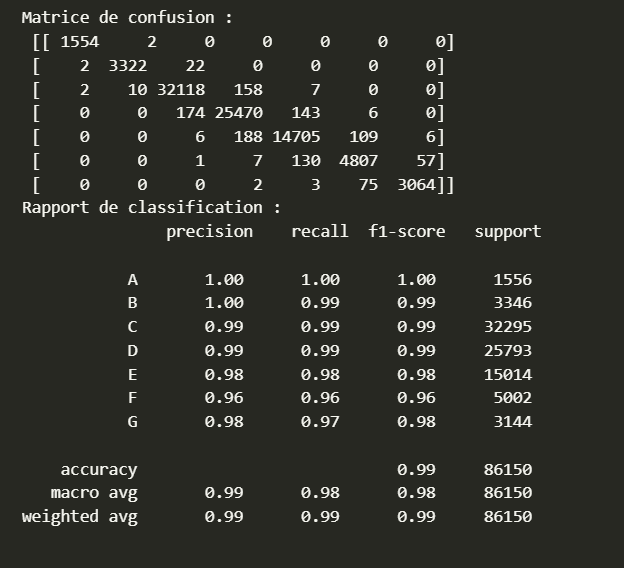 Matrice de confusion :
[[ 1554 2 0 0 0 0 0]
[ 2 3322 22 0 0 0 0]
[ 2 10 32118 158 7 0 0]
[ 0 0 174 25470 143 6 0]
[ 0 0 6 188 14705 109 6]
[ 0 0 1 7 130 4807 57]
[ 0 0 0 2 3 75 3064]]
Rapport de classification :
precision recall f1-score support
A 1.00 1.00 1.00 1556
B 1.00 0.99 0.99 3346
C 0.99 0.99 0.99 32295
D 0.99 0.99 0.99 25793
E 0.98 0.98 0.98 15014
F 0.96 0.96 0.96 5002
G 0.98 0.97 0.98 3144
accuracy 0.99 86150
macro avg 0.99 0.98 0.98 86150
weighted avg 0.99 0.99 0.99 86150